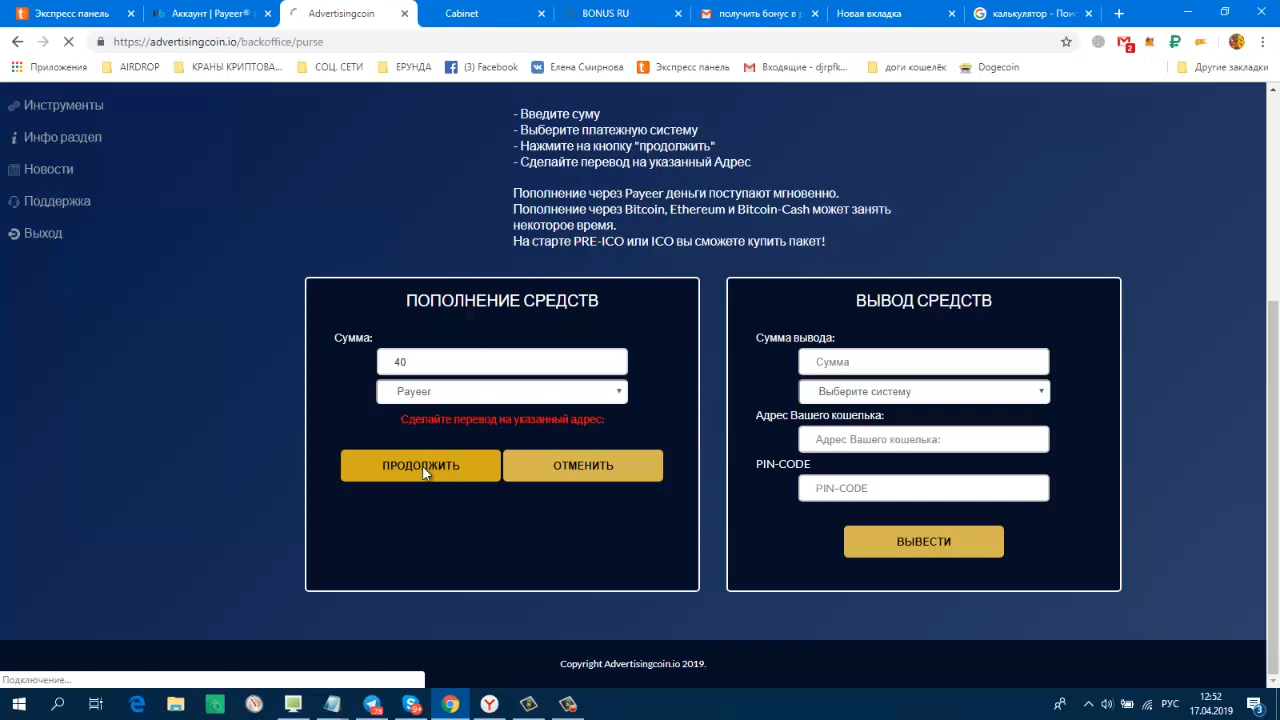 Экспресс панель
Аккаунт | Payeer®
Advertisingcoin
Cabinet
BONUS RU
получить бонус в р
Новая вкладка
калькулятор - Пои
https://advertisingcoin.io/backoffice/purse
2
Приложения
AIRDROP
КРАНЫ КРИПТОВА...
СОЦ. СЕТИ
ЕРУНДА
(3) Facebook
Елена Смирнова
Экспресс панель
Входящие - djrpfk...
доги кошелёк
Dogecoin
Другие закладки
Инструменты
Инфо раздел
Новости
Поддержка
Выход
- Введите суму
- Выберите платежную систему
- Нажмите на кнопку "продолжить"
- Сделайте перевод на указанный Адрес
Пополнение через Payeer деньги поступают мгновенно.
Пополнение через Bitcoin, Ethereum и Bitcoin-Cash может занять
некоторое время.
На старте PRE-ICO или ICO вы сможете купить пакет!
ПОПОЛНЕНИЕ СРЕДСТВ
Сумма:
40
Payeer
Сделайте перевод на указанный адрес:
ПРОДОЛЖИТЬ
ОТМЕНИТЬ
ВЫВОД СРЕДСТВ
Сумма вывода:
Сумма
Выберите систему
Адрес Вашего кошелька:
Адрес Вашего кошелька:
PIN-CODE
PIN-CODE
ВЫВЕСТИ
Copyright Advertisingcoin.io 2019.
Подключение...
78
9+
РУС
12:52
17.04.2019
3